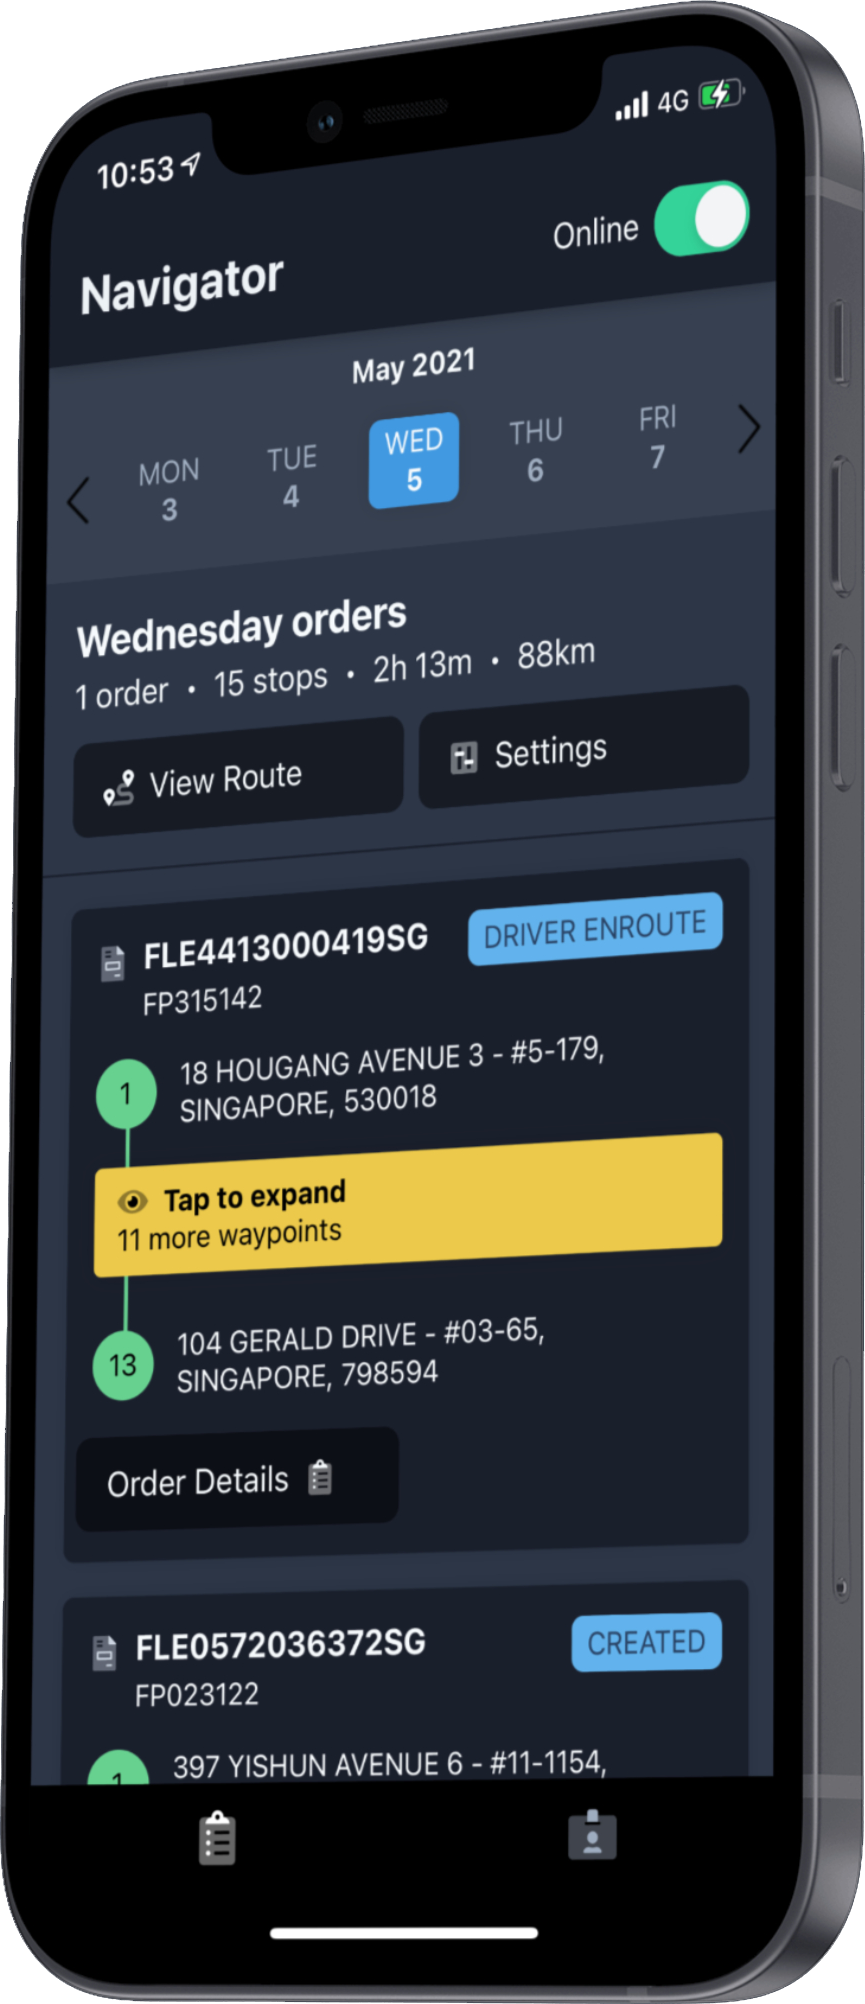 10:53
4G
Online
Navigator
May 2021
MON TUE WED THU FRI
3 4 5 6 7
Wednesday orders
1 order • 15 stops • 2h 13m • 88km
View Route
Settings
FLE4413000419SG
DRIVER ENROUTE
FP315142
1
18 HOUGANG AVENUE 3 - #5-179,
SINGAPORE, 530018
Tap to expand
11 more waypoints
13
104 GERALD DRIVE - #03-65,
SINGAPORE, 798594
Order Details
FLE0572036372SG
CREATED
FP023122
1
397 YISHUN AVENUE 6 - #11-1154,